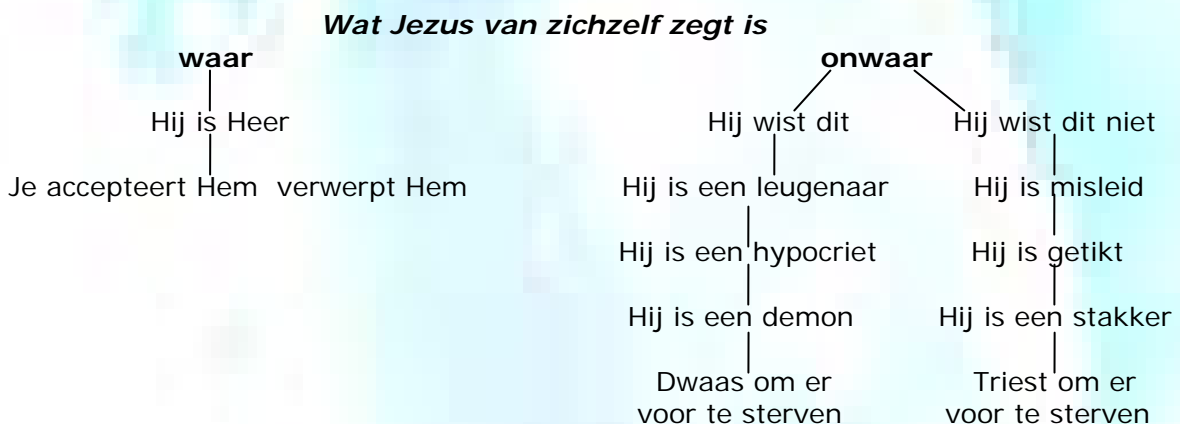 Wat Jezus van zichzelf zegt is
waar onwaar
Hij is Heer Hij wist dit Hij wist dit niet
Je accepteert Hem verwerpt Hem Hij is een leugenaar Hij is misleid
Hij is een hypocriet Hij is getikt
Hij is een demon Hij is een stakker
Dwaas om er Triest om er
voor te sterven voor te sterven